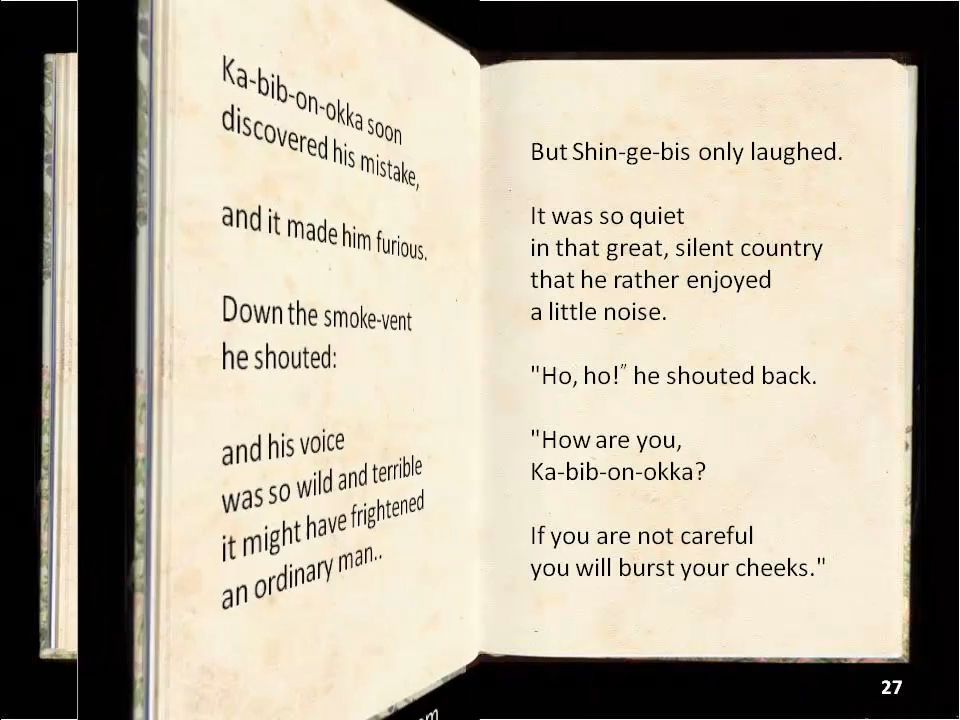 Ka-bib-on-okka soon
discovered his mistake,
and it made him furious.
Down the smoke-vent
he shouted:
and his voice
was so wild and terrible
it might have frightened
an ordinary man..
But Shin-ge-bis only laughed.
It was so quiet
in that great, silent country
that he rather enjoyed
a little noise.
"Ho, ho!” he shouted back.
"How are you,
Ka-bib-on-okka?
If you are not careful
you will burst your cheeks."
27